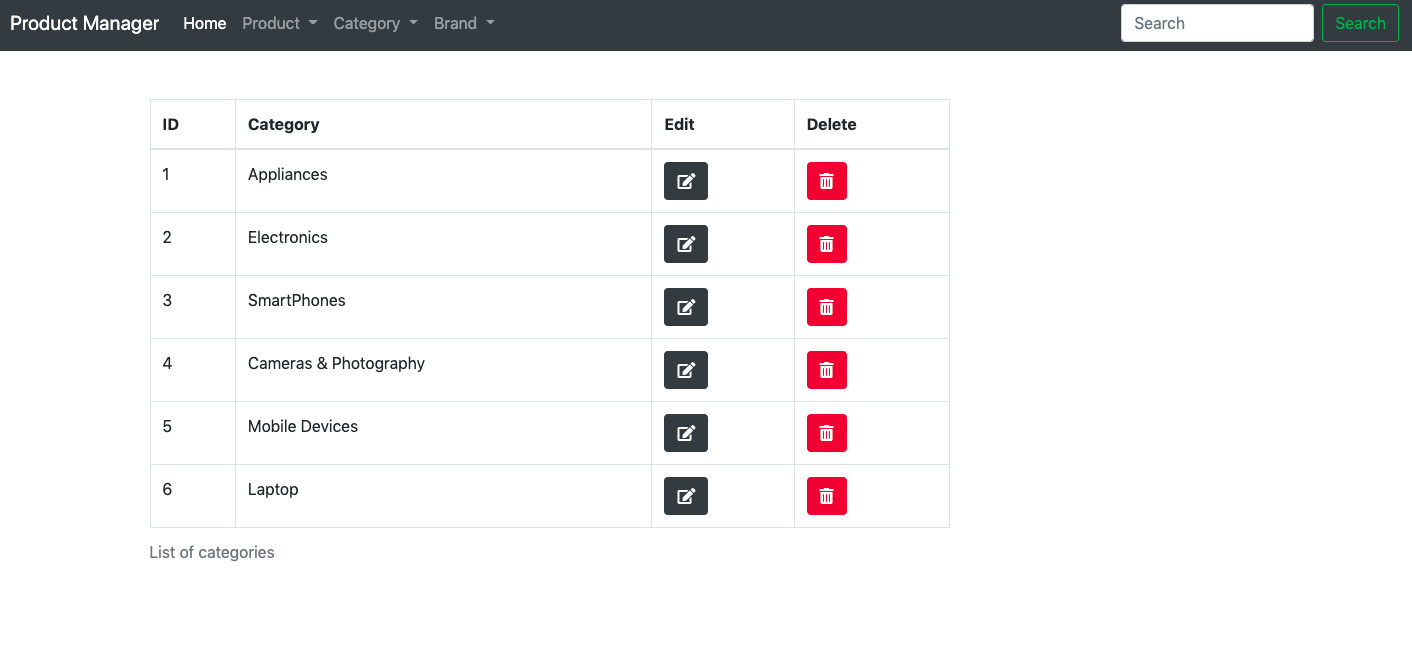 Product Manager Home Product Category Brand Search Search
ID Category Edit Delete
1 Appliances
2 Electronics
3 SmartPhones
4 Cameras & Photography
5 Mobile Devices
6 Laptop
List of categories